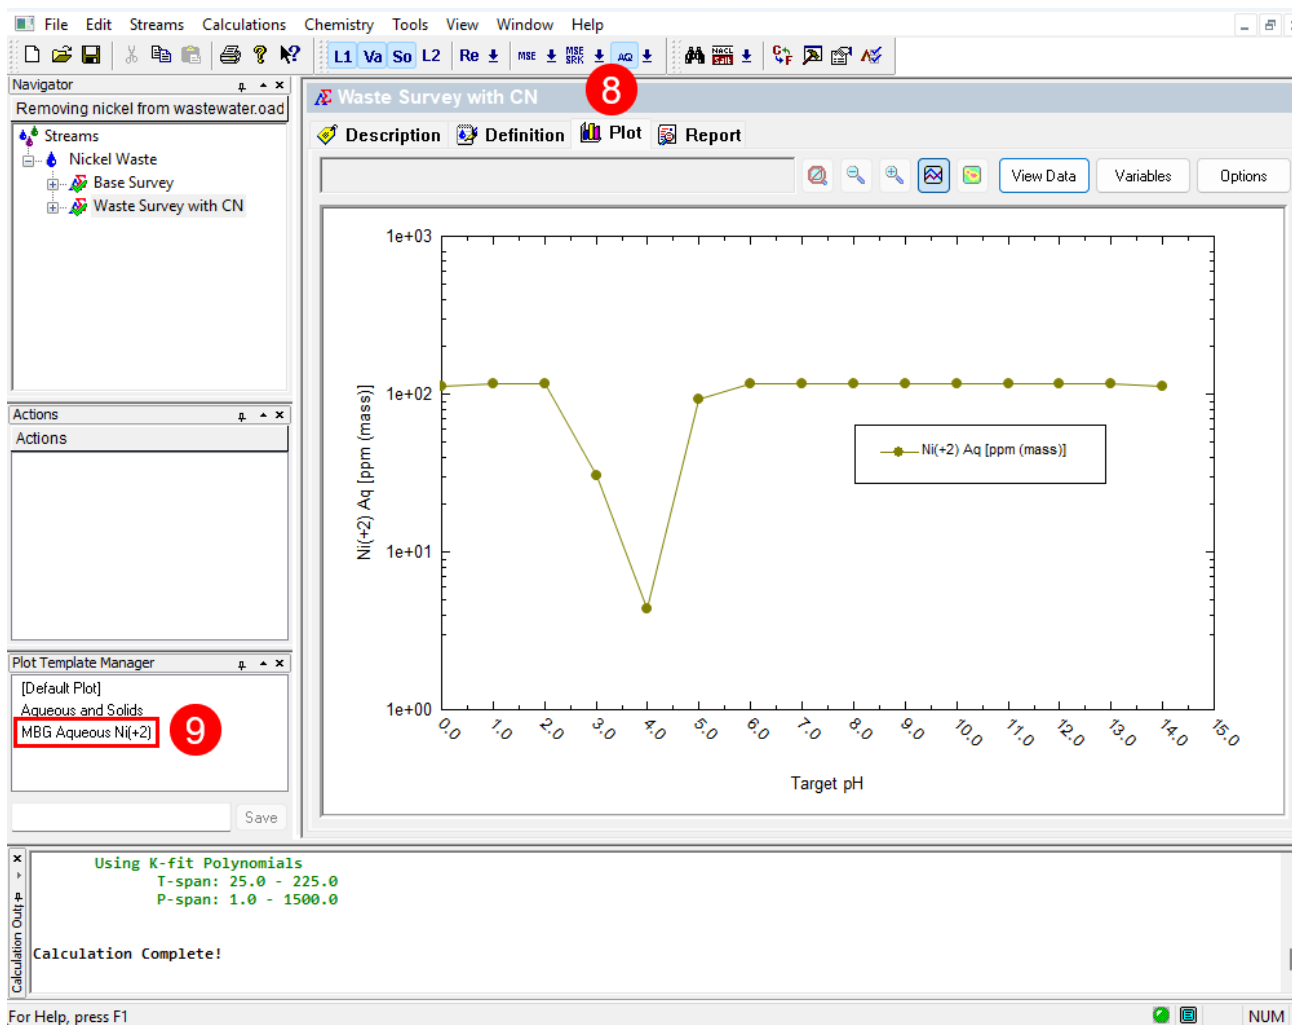 File Edit Streams Calculations Chemistry Tools View Window Help
L1 Va So L2 Re MSE MSE SRK AQ NACL
Navigator
Removing nickel from wastewater.oad
Streams
Nickel Waste
Base Survey
Waste Survey with CN
Actions
Actions
Plot Template Manager
[Default Plot]
Aqueous and Solids
MBG Aqueous Ni(+2)
9
Save
Waste Survey with CN
8
Description Definition Plot Report
View Data Variables Options
1e+03
1e+02
1e+01
1e+00
Ni(+2) Aq [ppm (mass)]
Ni(+2) Aq [ppm (mass)]
0.0 1.0 2.0 3.0 4.0 5.0 6.0 7.0 8.0 9.0 10.0 11.0 12.0 13.0 14.0 15.0
Target pH
Calculation Out
Using K-fit Polynomials
T-span: 25.0 - 225.0
P-span: 1.0 - 1500.0
Calculation Complete!
For Help, press F1
NUM